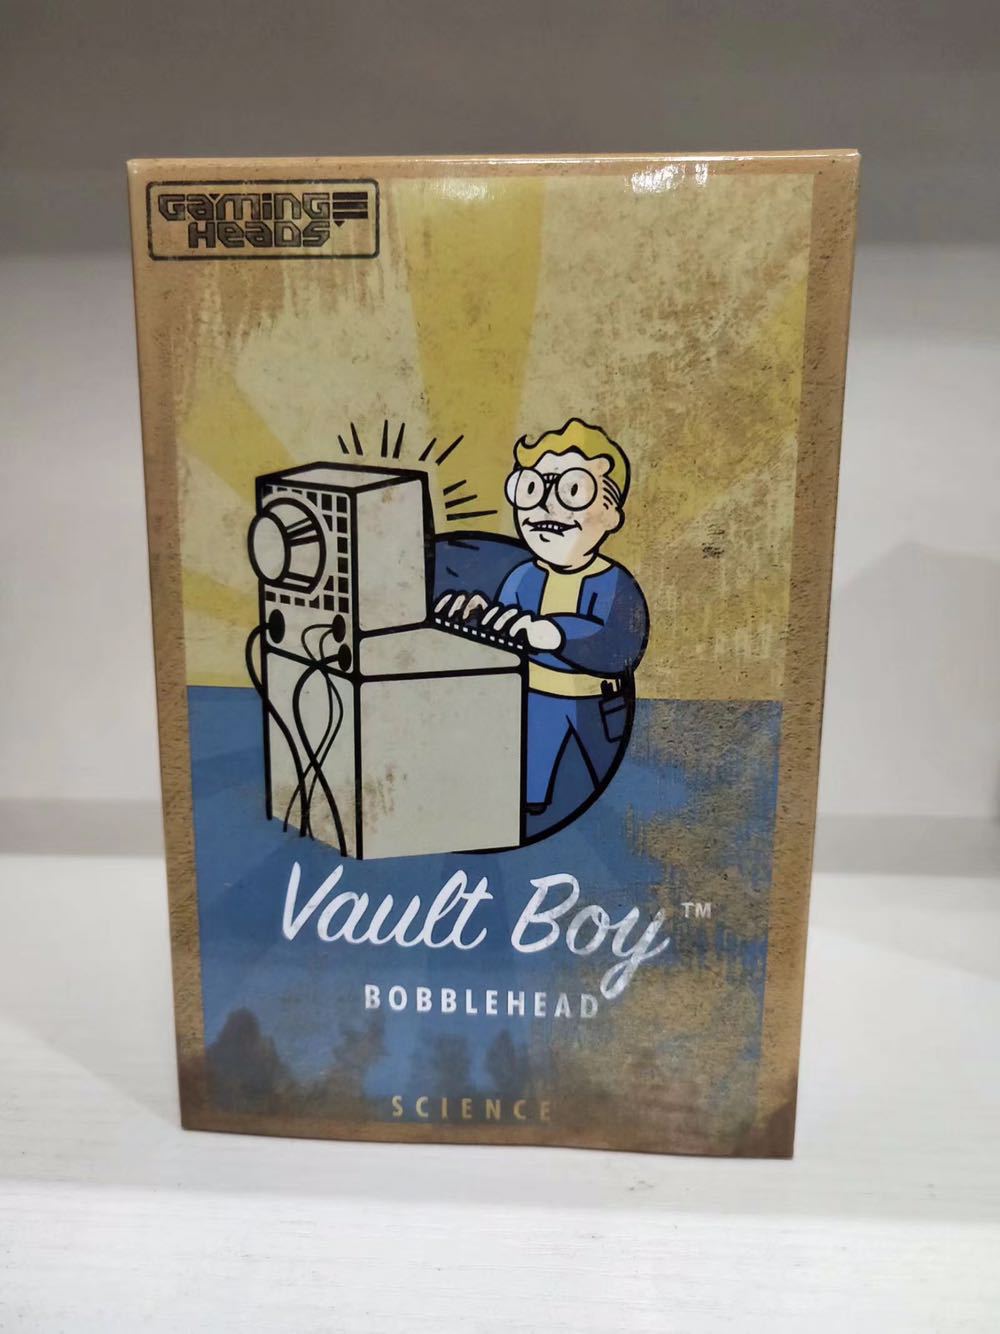 GAMING
HEADS
Vault Boy™
BOBBLEHEAD
SCIENCE